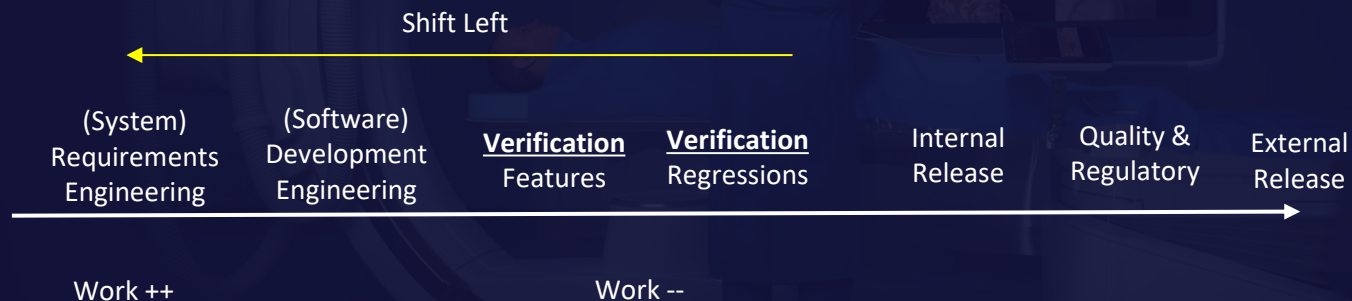 Shift Left
(System)
Requirements
Engineering
(Software)
Development
Engineering
Verification
Features
Verification
Regressions
Internal
Release
Quality &
Regulatory
External
Release
Work ++
Work --